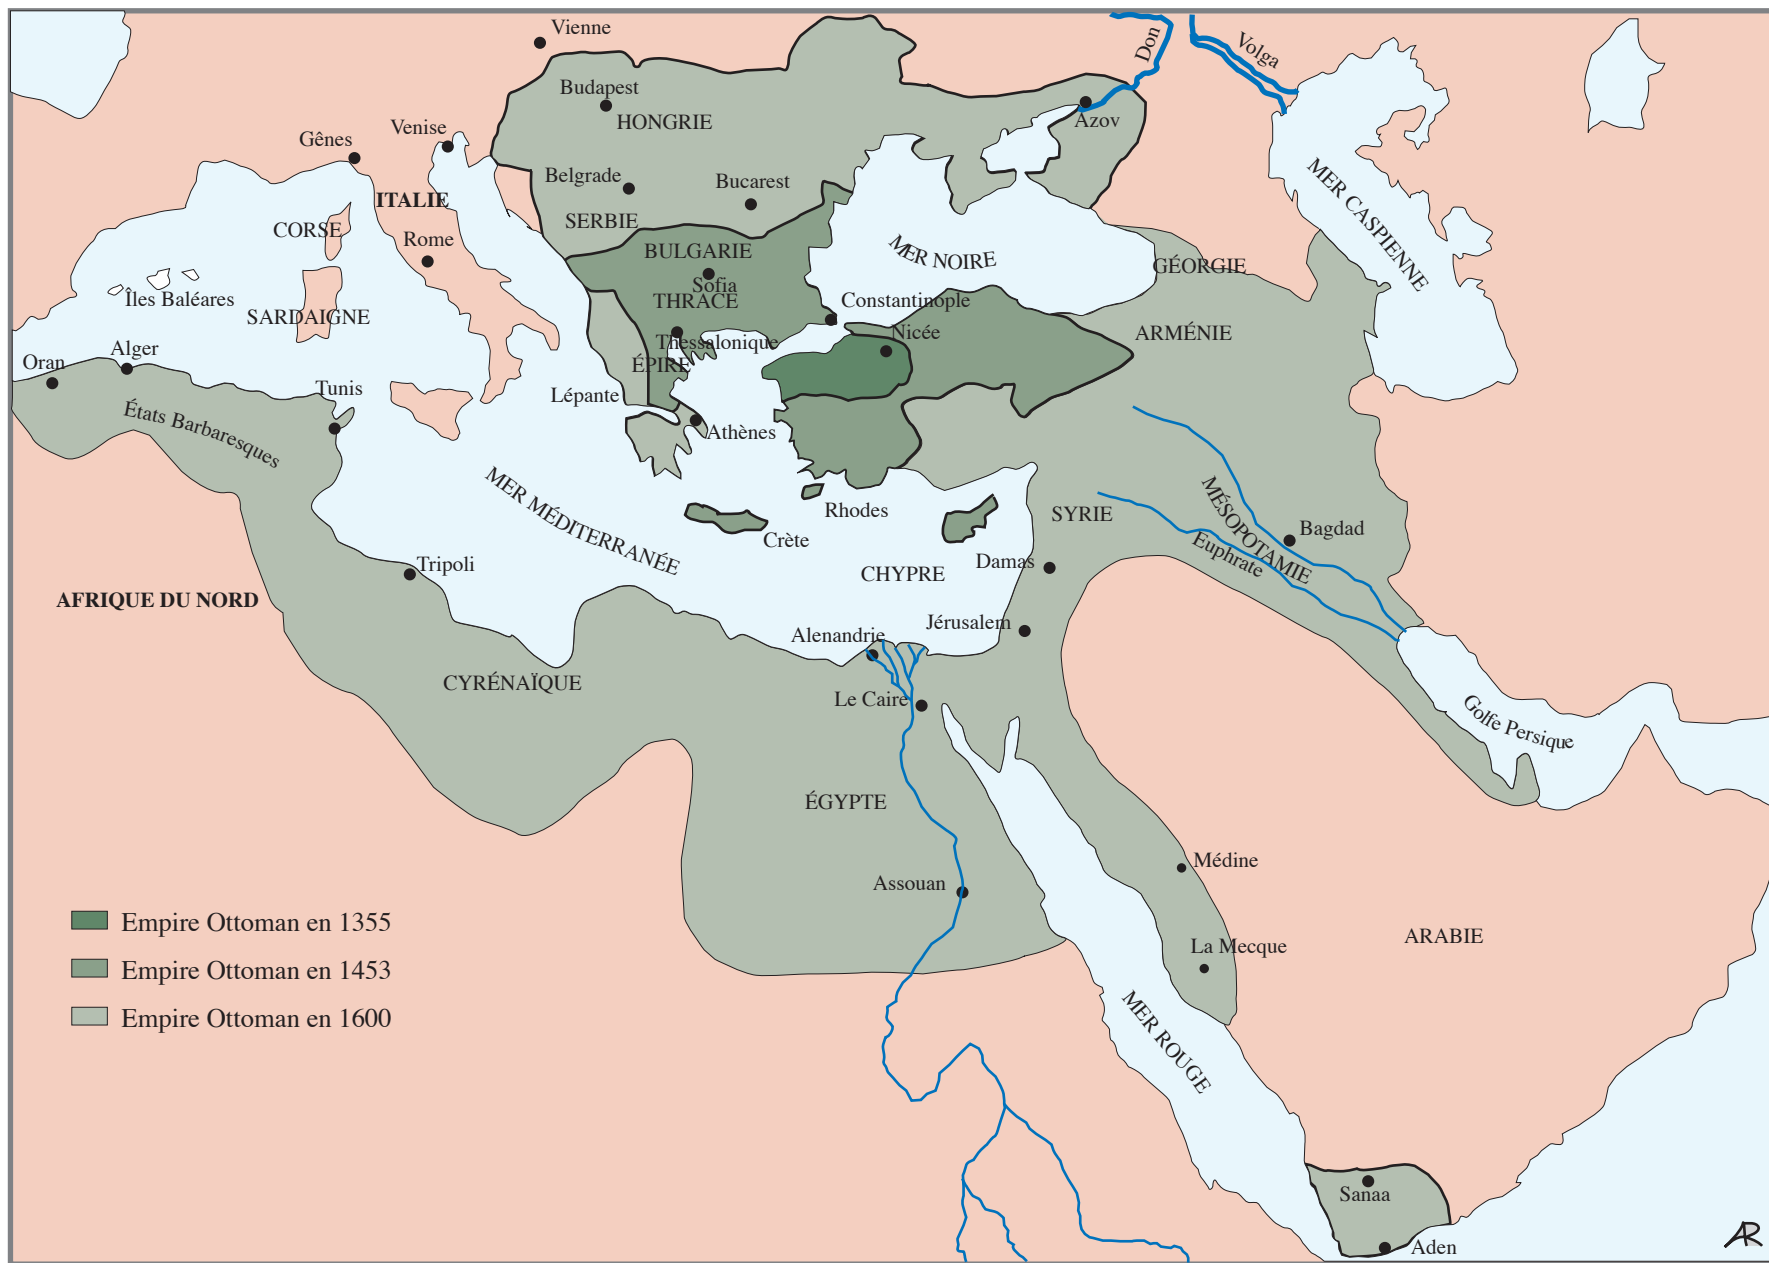 Vienne
Don
Volga
Budapest
HONGRIE
Azov
Gênes
Venise
Belgrade
Bucarest
MER CASPIENNE
ITALIE
CORSE
SERBIE
Rome
BULGARIE
MER NOIRE
GÉORGIE
Sofia
Îles Baléares
THRACE
Constantinople
SARDAIGNE
Nicée
ARMÉNIE
Thessalonique
Oran
Alger
ÉPIRE
Tunis
Lépante
États Barbaresques
Athènes
MER MÉDITERRANÉE
Rhodes
SYRIE
MÉSOPOTAMIE
Bagdad
Crète
Euphrate
Tripoli
CHYPRE
Damas
AFRIQUE DU NORD
Jérusalem
Alenandrie
CYRÉNAÏQUE
Le Caire
Golfe Persique
ÉGYPTE
Médine
Assouan
Empire Ottoman en 1355
ARABIE
La Mecque
Empire Ottoman en 1453
Empire Ottoman en 1600
MER ROUGE
Sanaa
Aden
AR